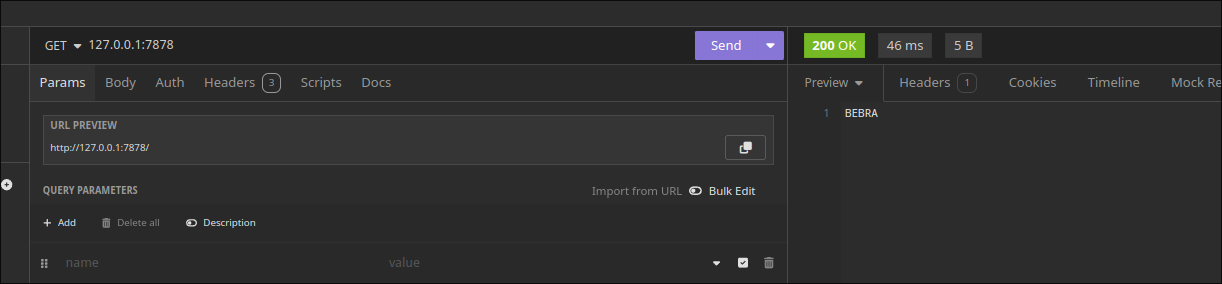 GET 127.0.0.1:7878 Send 200 OK 46 ms 5 B
Params Body Auth Headers 3 Scripts Docs Preview Headers 1 Cookies Timeline Mock Re
URL PREVIEW
1 BEBRA
http://127.0.0.1:7878/
QUERY PARAMETERS Import from URL Bulk Edit
+ Add Delete all Description
name value